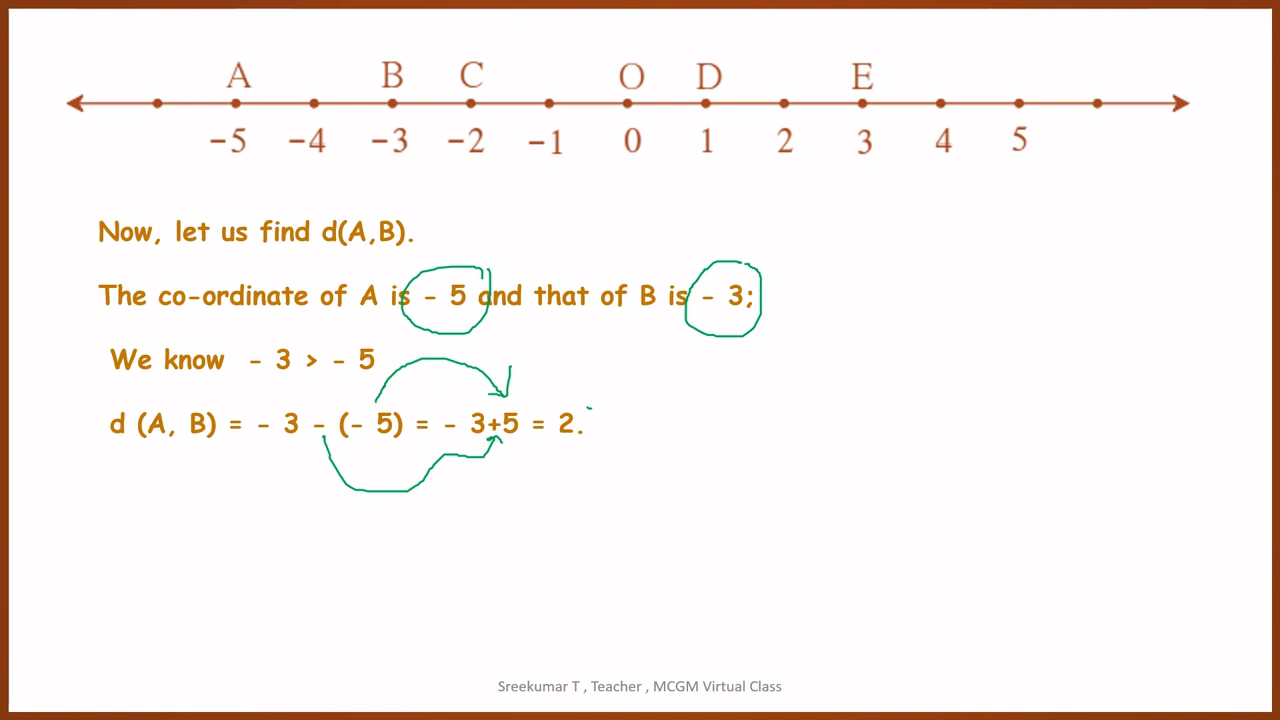 A B C O D E
-5 -4 -3 -2 -1 0 1 2 3 4 5
Now, let us find d(A,B).
The co-ordinate of A is - 5 and that of B is - 3;
We know - 3 > - 5
d (A, B) = - 3 - (- 5) = - 3+5 = 2.
Sreekumar T , Teacher , MCGM Virtual Class